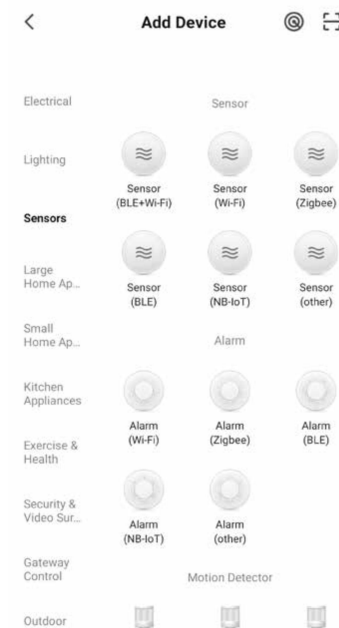 Add Device
Electrical
Lighting
Sensors
Large
Home Ap...
Small
Home Ap...
Kitchen
Appliances
Exercise &
Health
Security &
Video Sur...
Gateway
Control
Outdoor
Sensor
Sensor
(BLE+Wi-Fi)
Sensor
(Wi-Fi)
Sensor
(Zigbee)
Sensor
(BLE)
Sensor
(NB-IoT)
Sensor
(other)
Alarm
Alarm
(Wi-Fi)
Alarm
(Zigbee)
Alarm
(BLE)
Alarm
(NB-IoT)
Alarm
(other)
Motion Detector